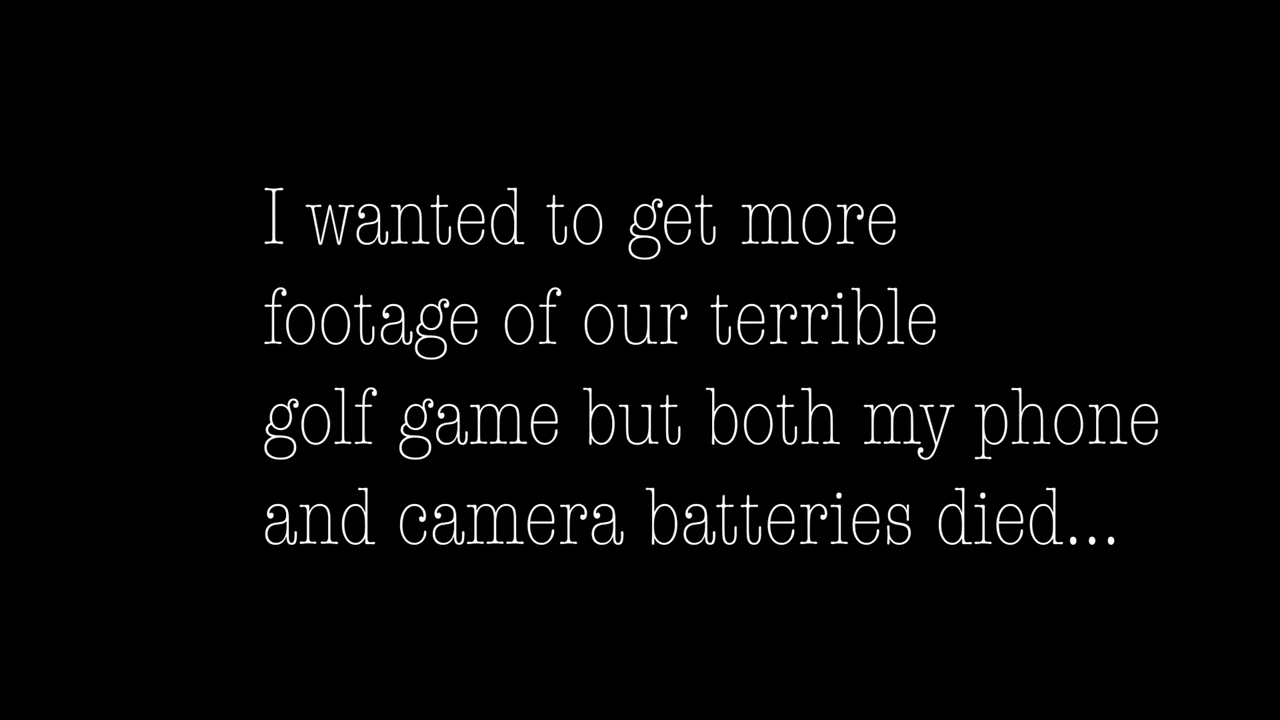 I wanted to get more
footage of our terrible
golf game but both my phone
and camera batteries died...